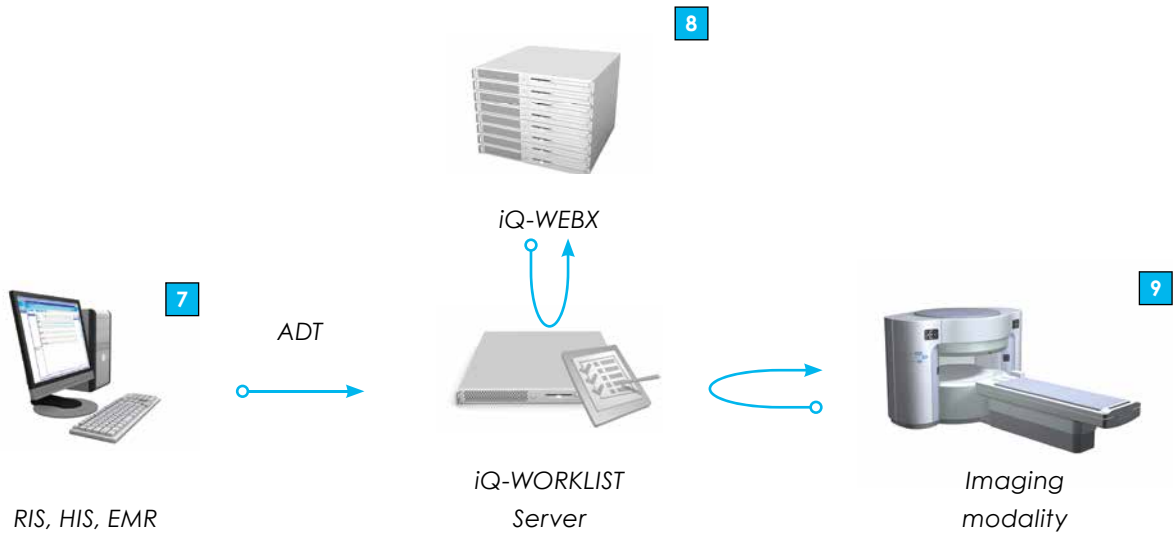 8
iQ-WEBX
7
ADT
9
iQ-WORKLIST
Server
Imaging
modality
RIS, HIS, EMR